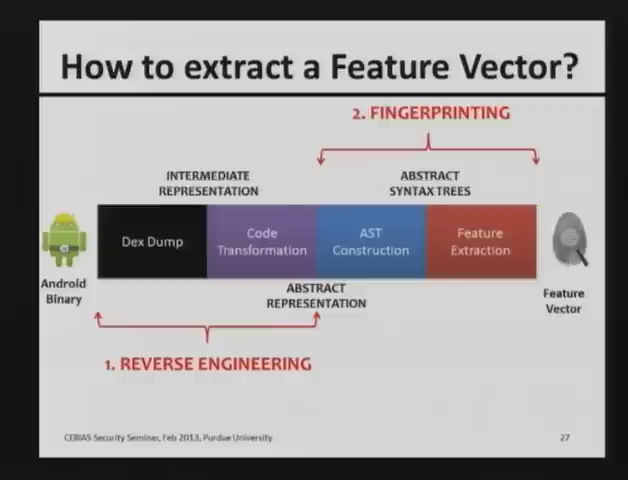 How to extract a Feature Vector?
2. FINGERPRINTING
INTERMEDIATE
REPRESENTATION
ABSTRACT
SYNTAX TREES
Dex Dump
Code
Transformation
AST
Construction
Feature
Extraction
Android
Binary
ABSTRACT
REPRESENTATION
Feature
Vector
1. REVERSE ENGINEERING
CERIAS Security Seminar, Feb 2013, Purdue University
27